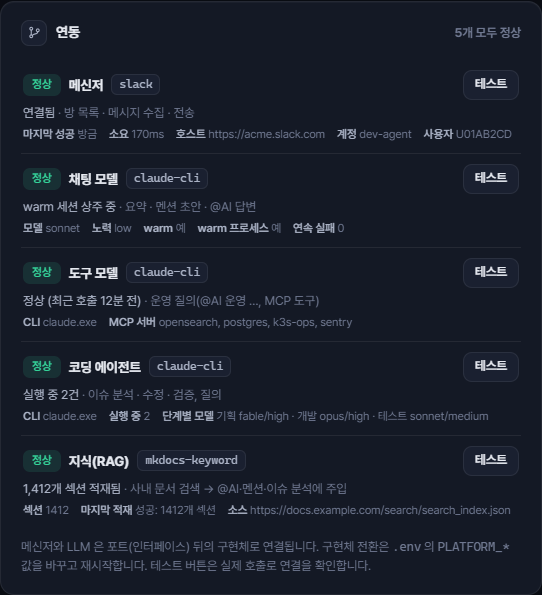 연동 5개 모두 정상
정상 메신저 slack 테스트
연결됨 · 방 목록 · 메시지 수집 · 전송
마지막 성공 방금 소요 170ms 호스트 https://acme.slack.com 계정 dev-agent 사용자 U01AB2CD
정상 채팅 모델 claude-cli 테스트
warm 세션 상주 중 · 요약 · 멘션 초안 · @AI 답변
모델 sonnet 노력 low warm 예 warm 프로세스 예 연속 실패 0
정상 도구 모델 claude-cli 테스트
정상 (최근 호출 12분 전) · 운영 질의(@AI 운영 ..., MCP 도구)
CLI claude.exe MCP 서버 opensearch, postgres, k3s-ops, sentry
정상 코딩 에이전트 claude-cli 테스트
실행 중 2건 · 이슈 분석 · 수정 · 검증, 질의
CLI claude.exe 실행 중 2 단계별 모델 기획 fable/high · 개발 opus/high · 테스트 sonnet/medium
정상 지식(RAG) mkdocs-keyword 테스트
1,412개 섹션 적재됨 · 사내 문서 검색 → @AI·멘션·이슈 분석에 주입
섹션 1412 마지막 적재 성공: 1412개 섹션 소스 https://docs.example.com/search/search_index.json
메신저와 LLM 은 포트(인터페이스) 뒤의 구현체로 연결됩니다. 구현체 전환은 .env 의 PLATFORM_*
값을 바꾸고 재시작합니다. 테스트 버튼은 실제 호출로 연결을 확인합니다.